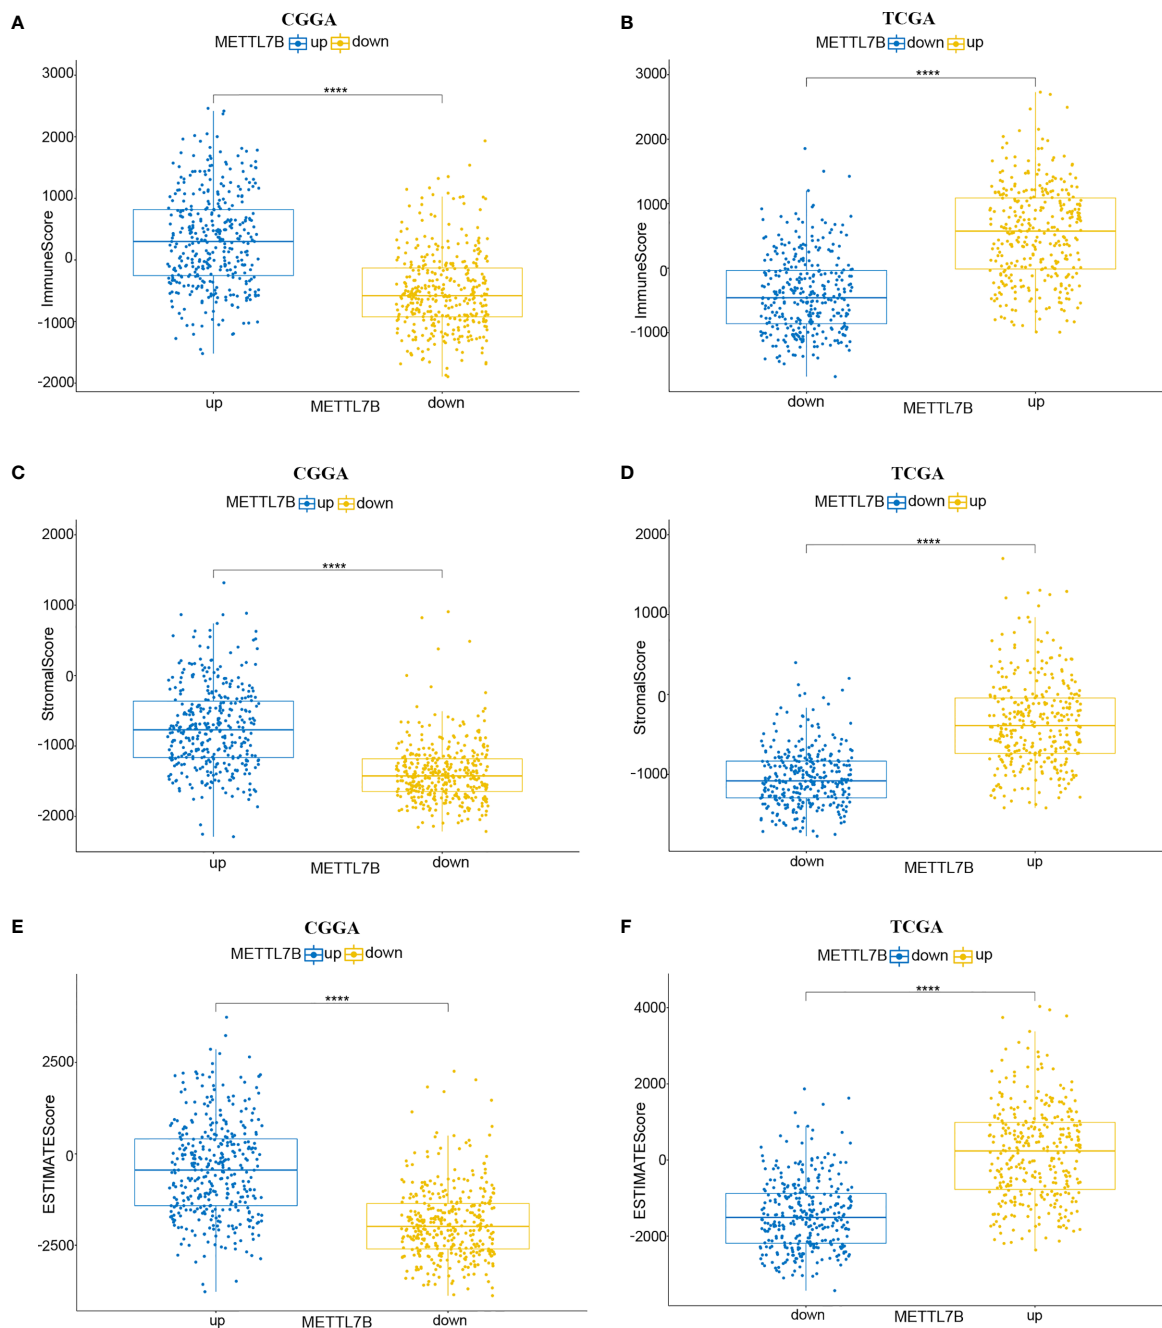 A
CGGA
METTL7B up down
3000
2000
1000
0
-1000
-2000
ImmuneScore
****
up METTL7B down
B
TCGA
METTL7B down up
3000
2000
1000
0
-1000
ImmuneScore
****
down METTL7B up
C
CGGA
METTL7B up down
2000
1000
0
-1000
-2000
StromalScore
****
up METTL7B down
D
TCGA
METTL7B down up
2000
1000
0
-1000
StromalScore
****
down METTL7B up
E
CGGA
METTL7B up down
2500
0
-2500
ESTIMATEScore
****
up METTL7B down
F
TCGA
METTL7B down up
4000
2000
0
-2000
ESTIMATEScore
****
down METTL7B up